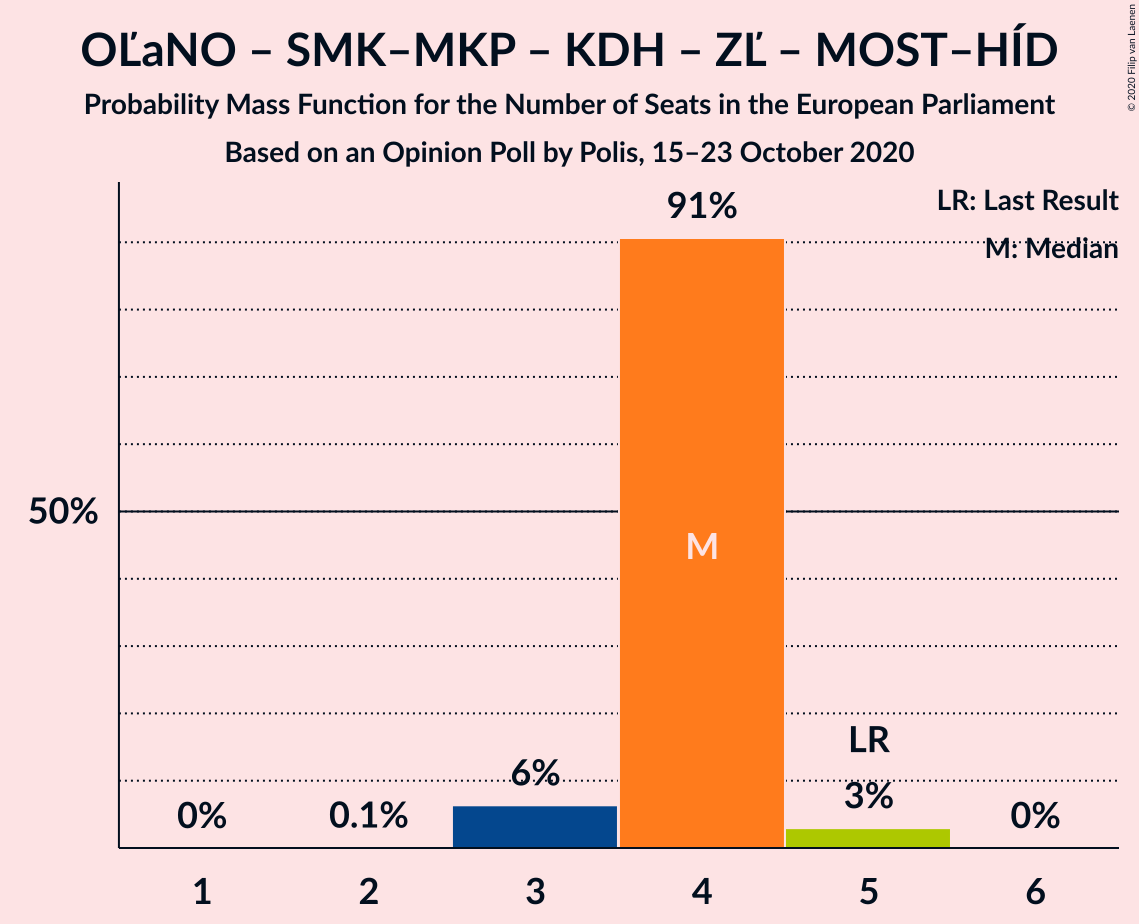 OĽaNO – SMK–MKP – KDH – ZĽ – MOST–HÍD
Probability Mass Function for the Number of Seats in the European Parliament
Based on an Opinion Poll by Polis, 15–23 October 2020
© 2020 Filip van Laenen
LR: Last Result
M: Median
91%
50%
M
LR
6%
3%
0%
0.1%
0%
1 2 3 4 5 6